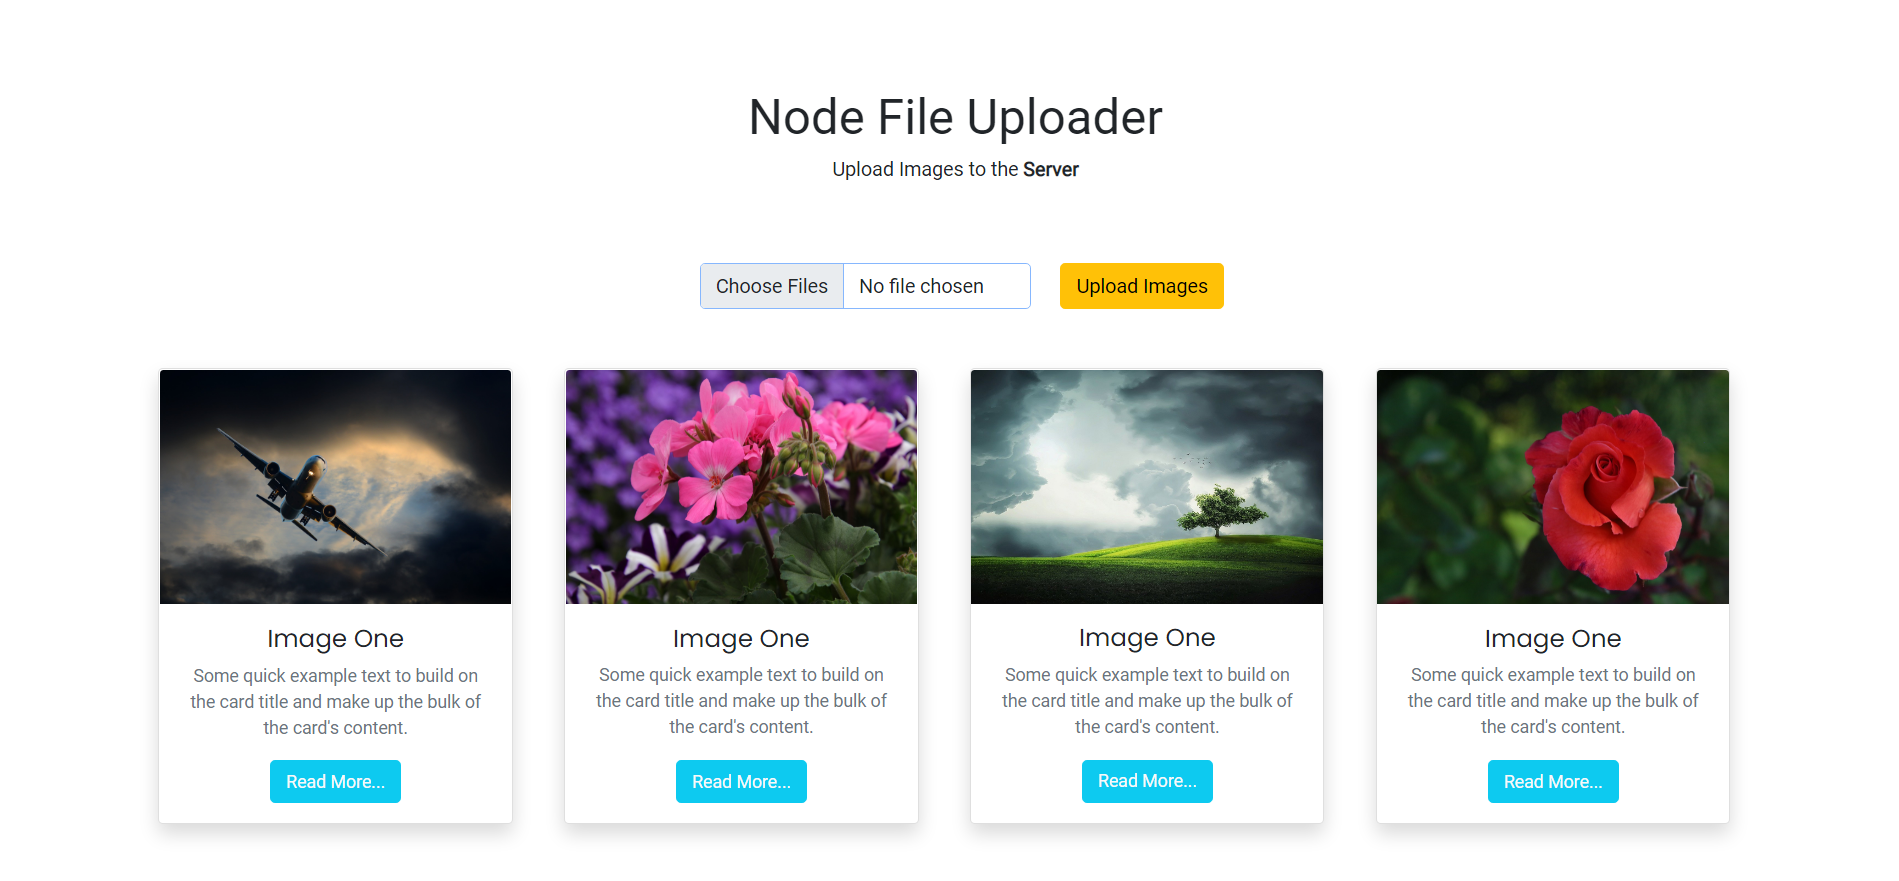 Node File Uploader
Upload Images to the Server
Choose Files No file chosen Upload Images
Image One
Some quick example text to build on
the card title and make up the bulk of
the card's content.
Read More...
Image One
Some quick example text to build on
the card title and make up the bulk of
the card's content.
Read More...
Image One
Some quick example text to build on
the card title and make up the bulk of
the card's content.
Read More...
Image One
Some quick example text to build on
the card title and make up the bulk of
the card's content.
Read More...